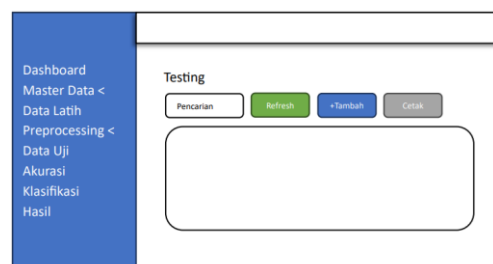 Dashboard
Master Data <
Data Latih
Preprocessing <
Data Uji
Akurasi
Klasifikasi
Hasil
Testing
Pencarian
Refresh
+Tambah
Cetak